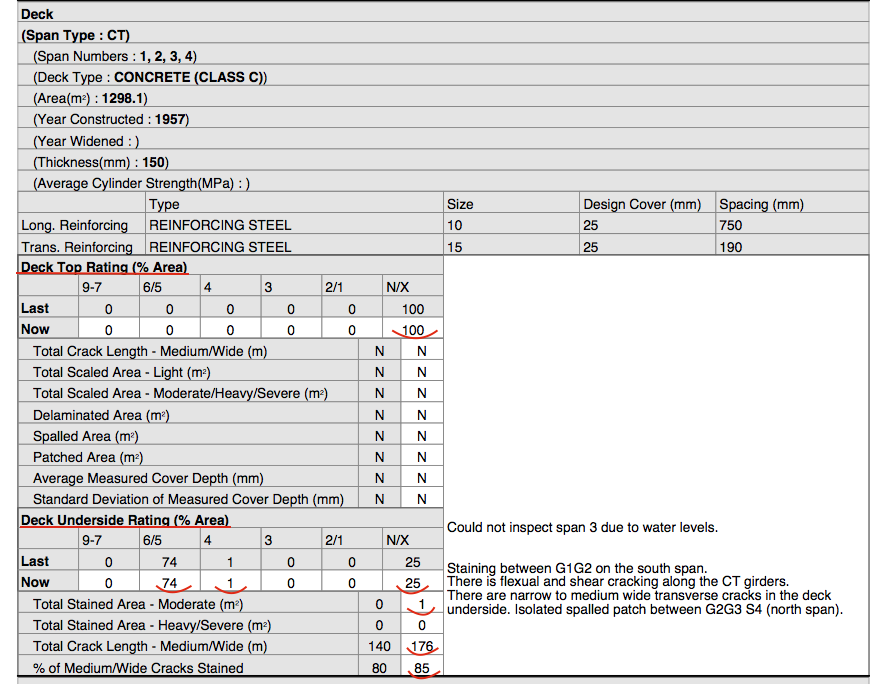 Deck
(Span Type : CT)
(Span Numbers : 1, 2, 3, 4)
(Deck Type : CONCRETE (CLASS C))
(Area(m²) : 1298.1)
(Year Constructed : 1957)
(Year Widened : )
(Thickness(mm) : 150)
(Average Cylinder Strength(MPa) : )
Type Size Design Cover (mm) Spacing (mm)
Long. Reinforcing REINFORCING STEEL 10 25 750
Trans. Reinforcing REINFORCING STEEL 15 25 190
Deck Top Rating (% Area)
9-7 6/5 4 3 2/1 N/X
Last 0 0 0 0 0 100
Now 0 0 0 0 0 100
Total Crack Length - Medium/Wide (m) N N
Total Scaled Area - Light (m²) N N
Total Scaled Area - Moderate/Heavy/Severe (m²) N N
Delaminated Area (m²) N N
Spalled Area (m²) N N
Patched Area (m²) N N
Average Measured Cover Depth (mm) N N
Standard Deviation of Measured Cover Depth (mm) N N
Deck Underside Rating (% Area)
9-7 6/5 4 3 2/1 N/X
Last 0 74 1 0 0 25
Now 0 74 1 0 0 25
Total Stained Area - Moderate (m²) 0 1
Total Stained Area - Heavy/Severe (m²) 0 0
Total Crack Length - Medium/Wide (m) 140 176
% of Medium/Wide Cracks Stained 80 85
Could not inspect span 3 due to water levels.
Staining between G1G2 on the south span.
There is flexual and shear cracking along the CT girders.
There are narrow to medium wide transverse cracks in the deck
underside. Isolated spalled patch between G2G3 S4 (north span).